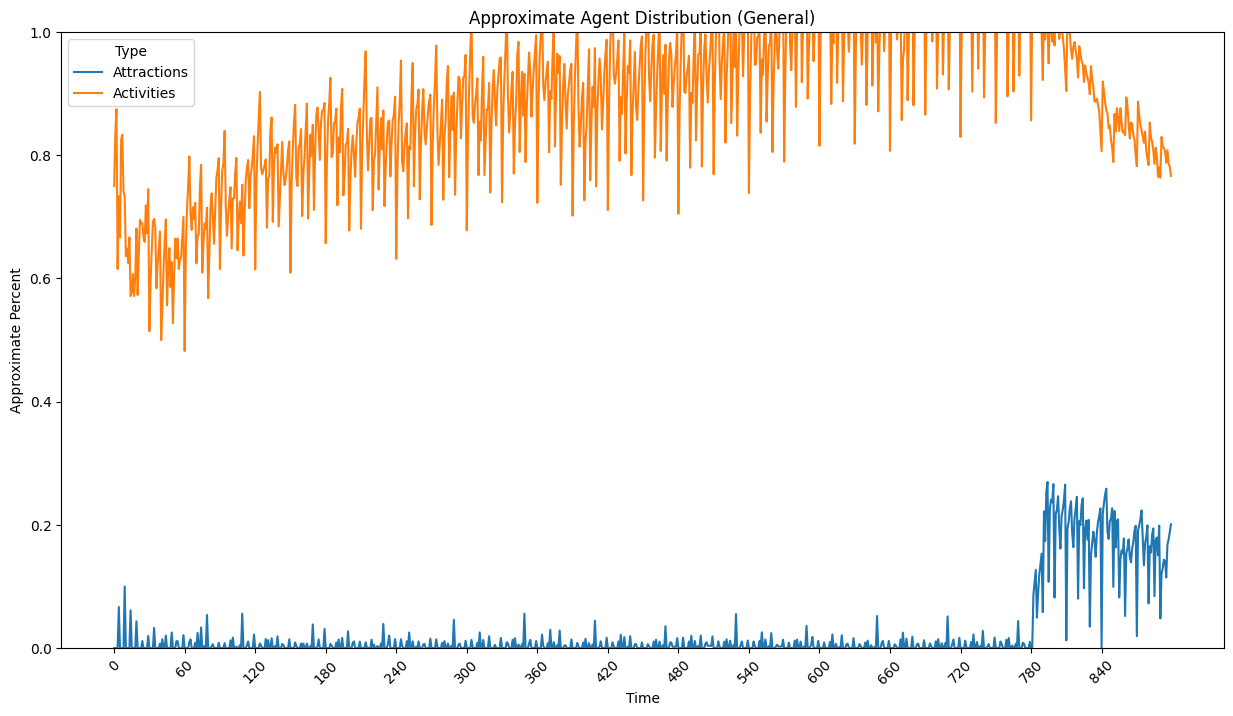 Approximate Agent Distribution (General)
Type
Attractions
Activities
Approximate Percent
1.0
0.8
0.6
0.4
0.2
0.0
0 60 120 180 240 300 360 420 480 540 600 660 720 780 840
Time